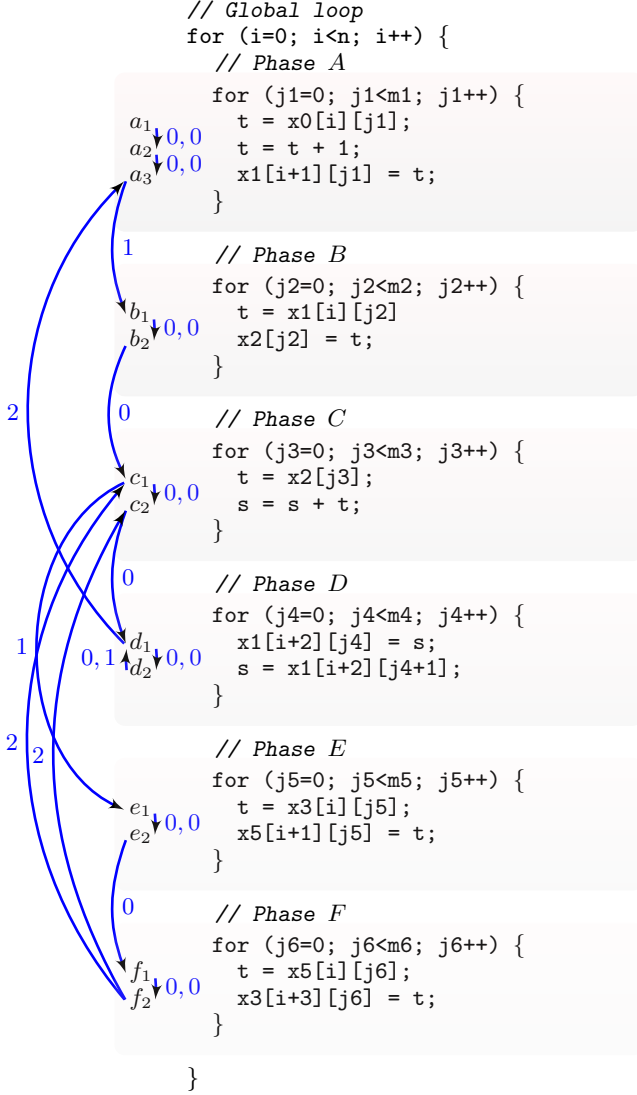 // Global loop
for (i=0; i<n; i++) {
// Phase A
for (j1=0; j1<m1; j1++) {
a₁ t = x0[i][j1];
0,0
a₂ t = t + 1;
0,0
a₃ x1[i+1][j1] = t;
}
1
// Phase B
for (j2=0; j2<m2; j2++) {
b₁ t = x1[i][j2]
0,0
b₂ x2[j2] = t;
}
2 0
// Phase C
for (j3=0; j3<m3; j3++) {
c₁ t = x2[j3];
0,0
c₂ s = s + t;
}
0
// Phase D
for (j4=0; j4<m4; j4++) {
d₁ x1[i+2][j4] = s;
1 0,1 0,0
d₂ s = x1[i+2][j4+1];
}
2 2
// Phase E
for (j5=0; j5<m5; j5++) {
e₁ t = x3[i][j5];
0,0
e₂ x5[i+1][j5] = t;
}
0
// Phase F
for (j6=0; j6<m6; j6++) {
f₁ t = x5[i][j6];
0,0
f₂ x3[i+3][j6] = t;
}
}